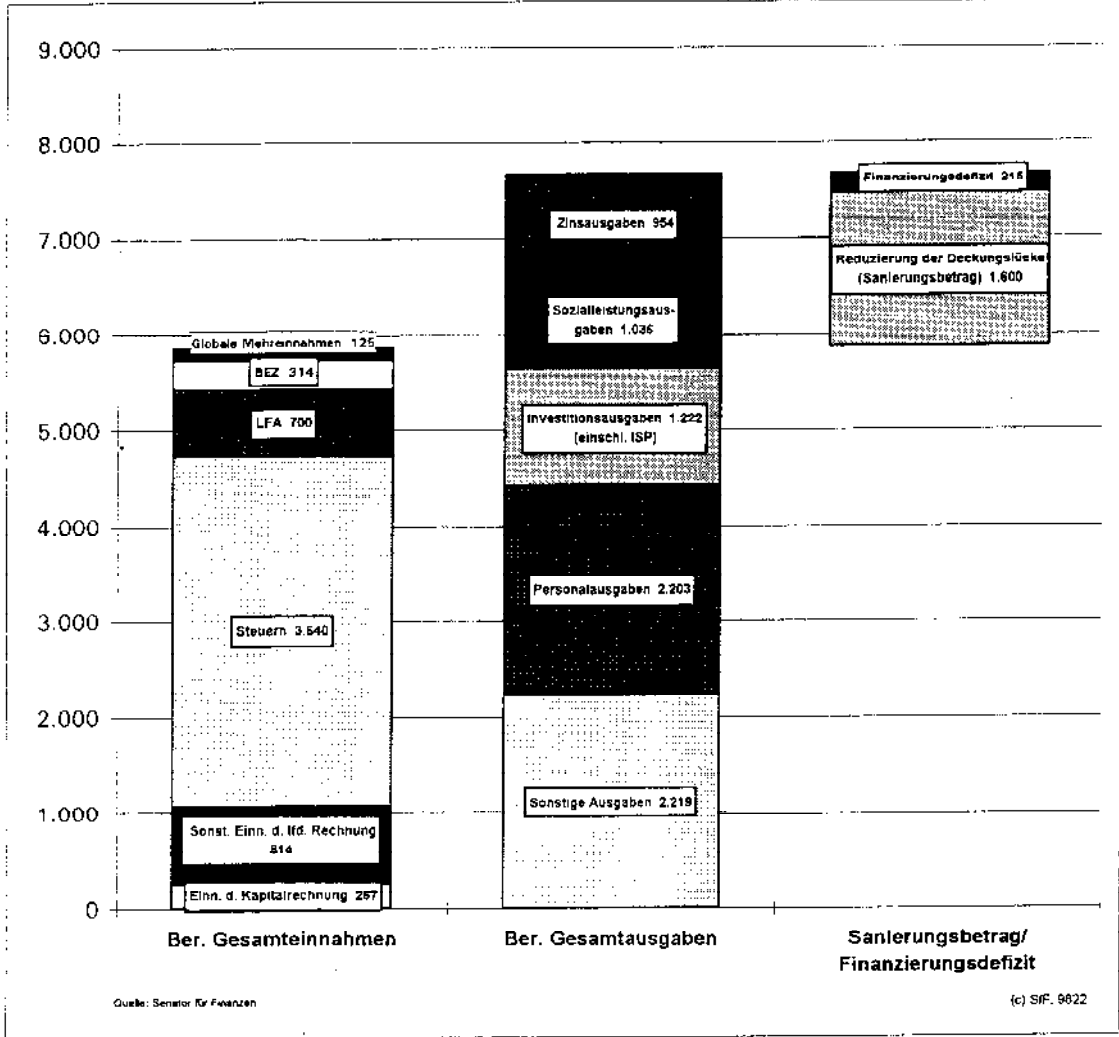 9.000
8.000
7.000
6.000
5.000
4.000
3.000
2.000
1.000
0
Globale Mehreinnahmen 125
BEZ 314
LFA 700
Steuern 3.640
Sonst. Einn. d. lfd. Rechnung
814
Einn. d. Kapitalrechnung 267
Ber. Gesamteinnahmen
Zinsausgaben 954
Sozialleistungsaus-
gaben 1.036
Investitionsausgaben 1.222
(einschl. ISP)
Personalausgaben 2.203
Sonstige Ausgaben 2.219
Ber. Gesamtausgaben
Finanzierungsdefizit 215
Reduzierung der Deckungslücke
(Sanierungsbetrag) 1.600
Sanierungsbetrag/
Finanzierungsdefizit
Quelle: Senator für Finanzen
(c) SfF, 9822